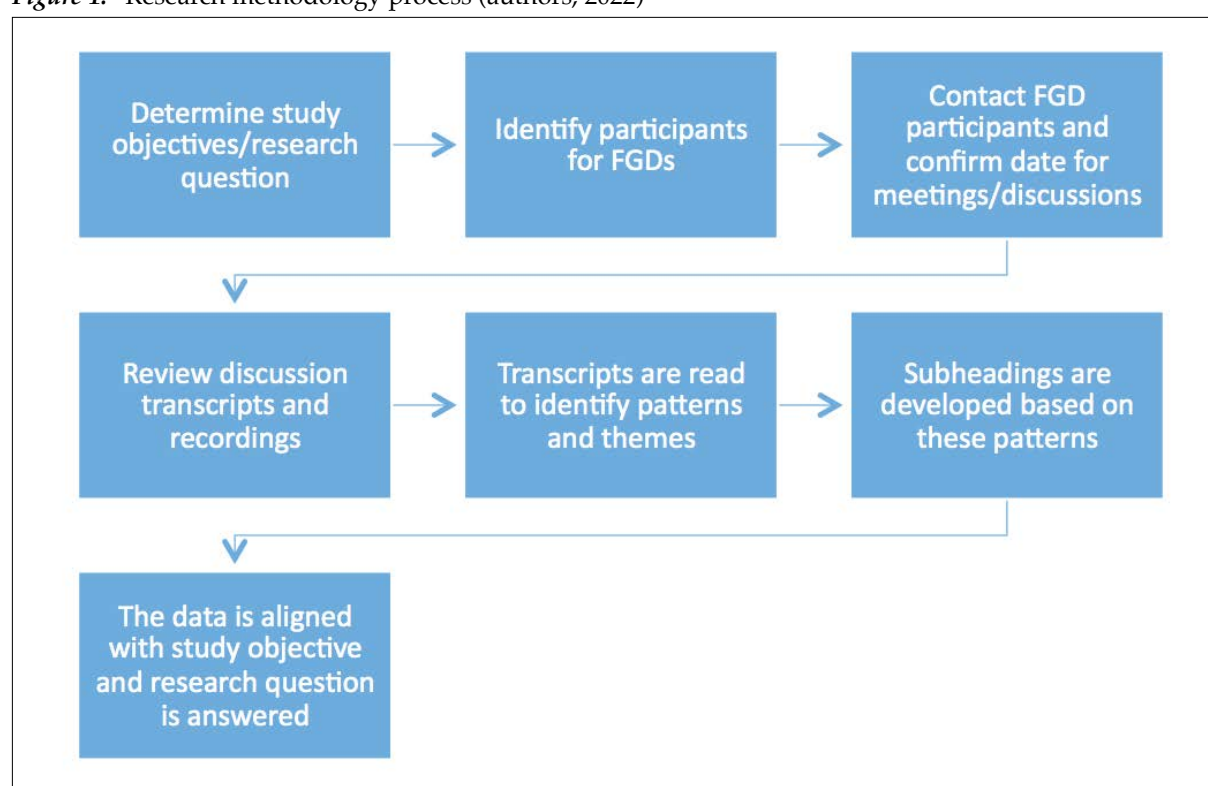 Figure 1. Research methodology process (authors, 2022)
Determine study
objectives/research
question
Identify participants
for FGDs
Contact FGD
participants and
confirm date for
meetings/discussions
Review discussion
transcripts and
recordings
Transcripts are read
to identify patterns
and themes
Subheadings are
developed based on
these patterns
The data is aligned
with study objective
and research question
is answered